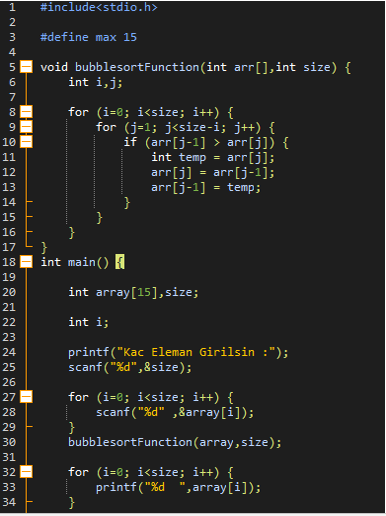 1 #include<stdio.h>
2
3 #define max 15
4
5 void bubblesortFunction(int arr[],int size) {
6 int i,j;
7
8 for (i=0; i<size; i++) {
9 for (j=1; j<size-i; j++) {
10 if (arr[j-1] > arr[j]) {
11 int temp = arr[j];
12 arr[j] = arr[j-1];
13 arr[j-1] = temp;
14 }
15 }
16 }
17 }
18 int main() {
19
20 int array[15],size;
21
22 int i;
23
24 printf("Kac Eleman Girilsin :");
25 scanf("%d",&size);
26
27 for (i=0; i<size; i++) {
28 scanf("%d" ,&array[i]);
29 }
30 bubblesortFunction(array,size);
31
32 for (i=0; i<size; i++) {
33 printf("%d  ",array[i]);
34 }